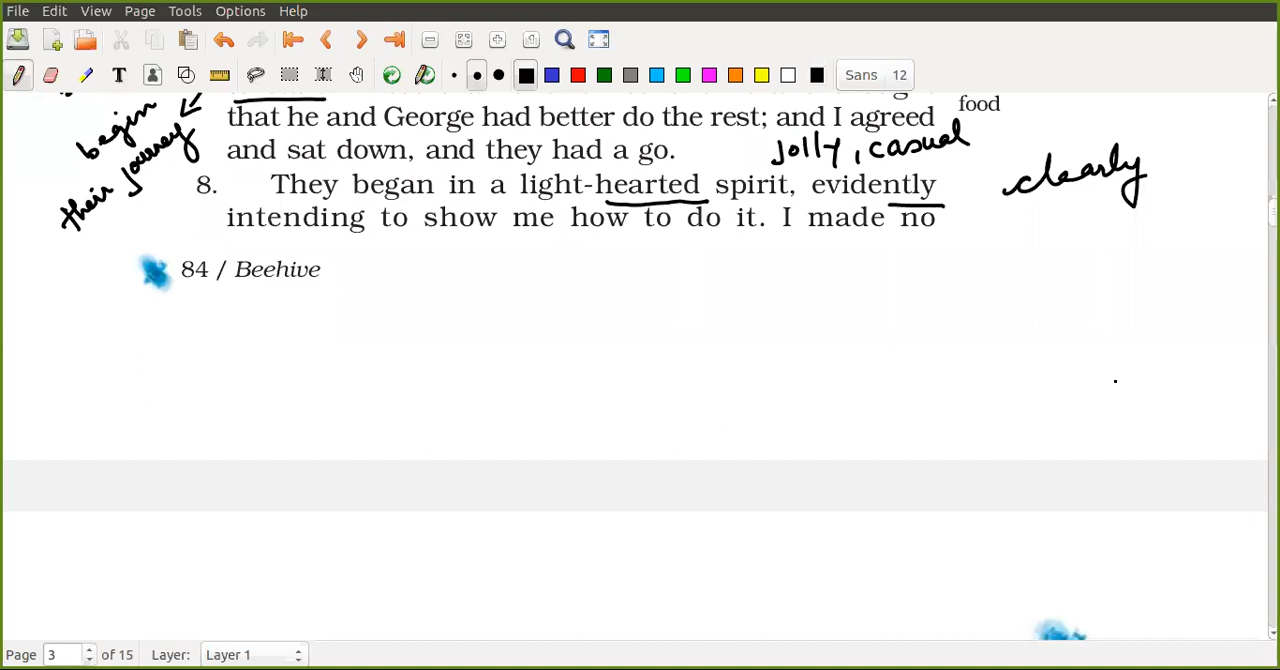 File Edit View Page Tools Options Help
Sans 12
food
begin
their journey
that he and George had better do the rest; and I agreed
and sat down, and they had a go.
Jolly, casual
8. They began in a light-hearted spirit, evidently
clearly
intending to show me how to do it. I made no
84 / Beehive
Page 3 of 15 Layer: Layer 1